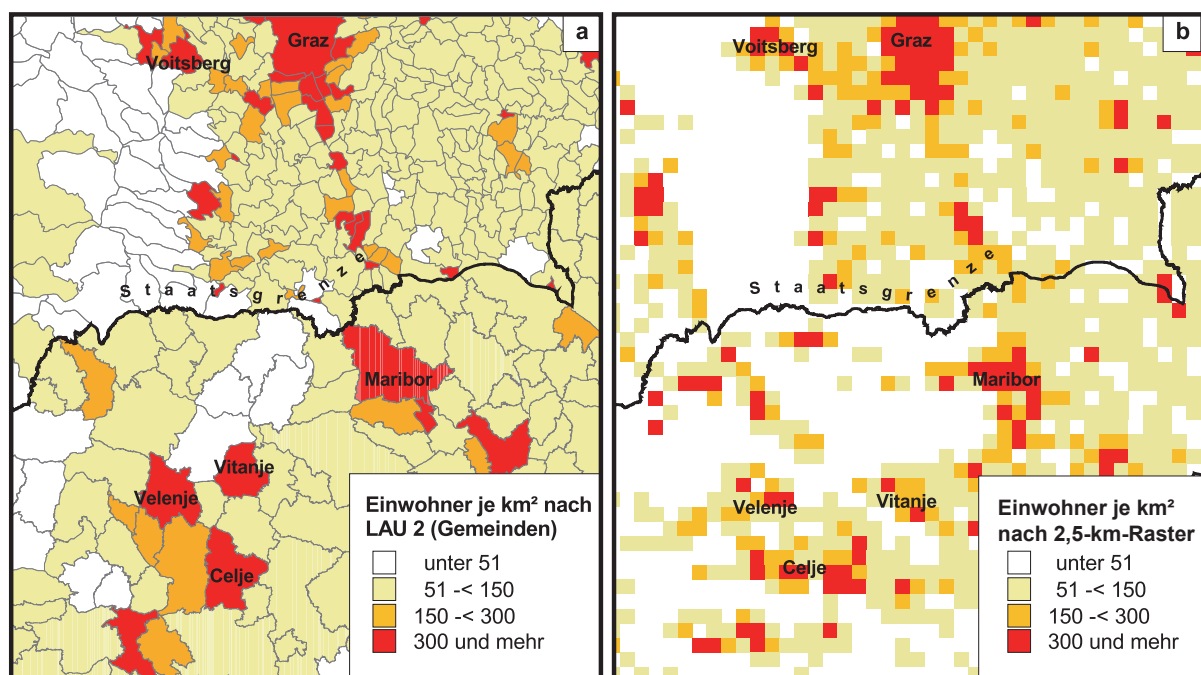 a
Graz
Voitsberg
Staatsgrenze
Maribor
Vitanje
Velenje
Celje
Einwohner je km² nach
LAU 2 (Gemeinden)
unter 51
51 -< 150
150 -< 300
300 und mehr
b
Graz
Voitsberg
Staatsgrenze
Maribor
Velenje
Vitanje
Celje
Einwohner je km²
nach 2,5-km-Raster
unter 51
51 -< 150
150 -< 300
300 und mehr